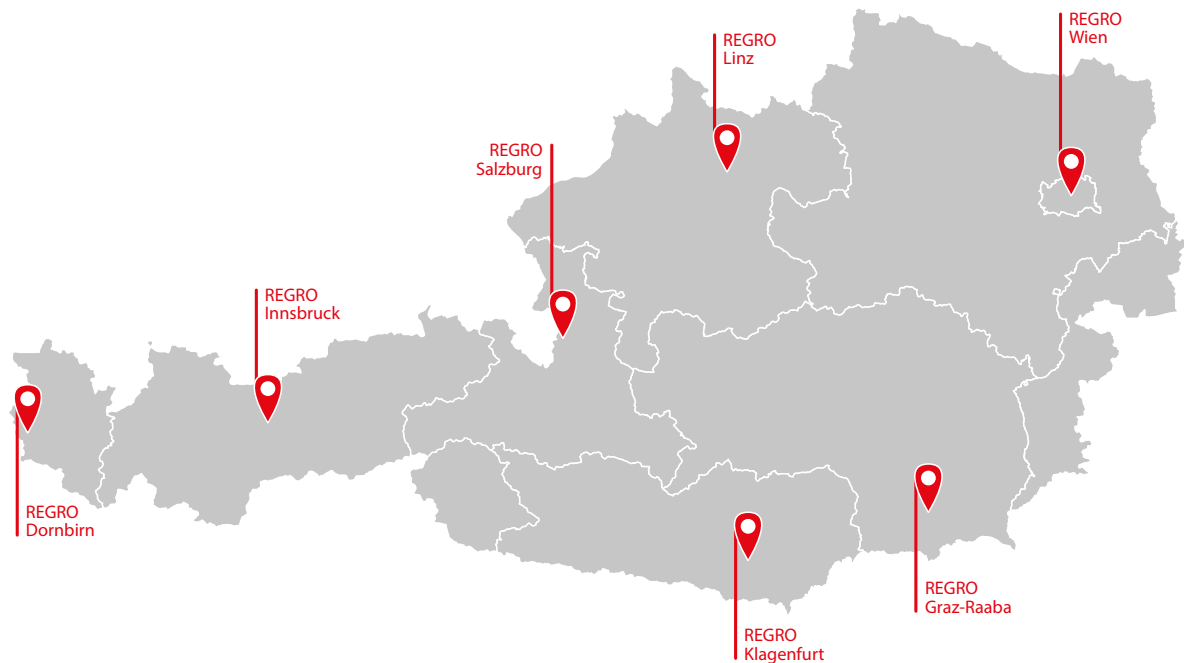 REGRO
Wien
REGRO
Linz
REGRO
Salzburg
REGRO
Innsbruck
REGRO
Dornbirn
REGRO
Graz-Raaba
REGRO
Klagenfurt